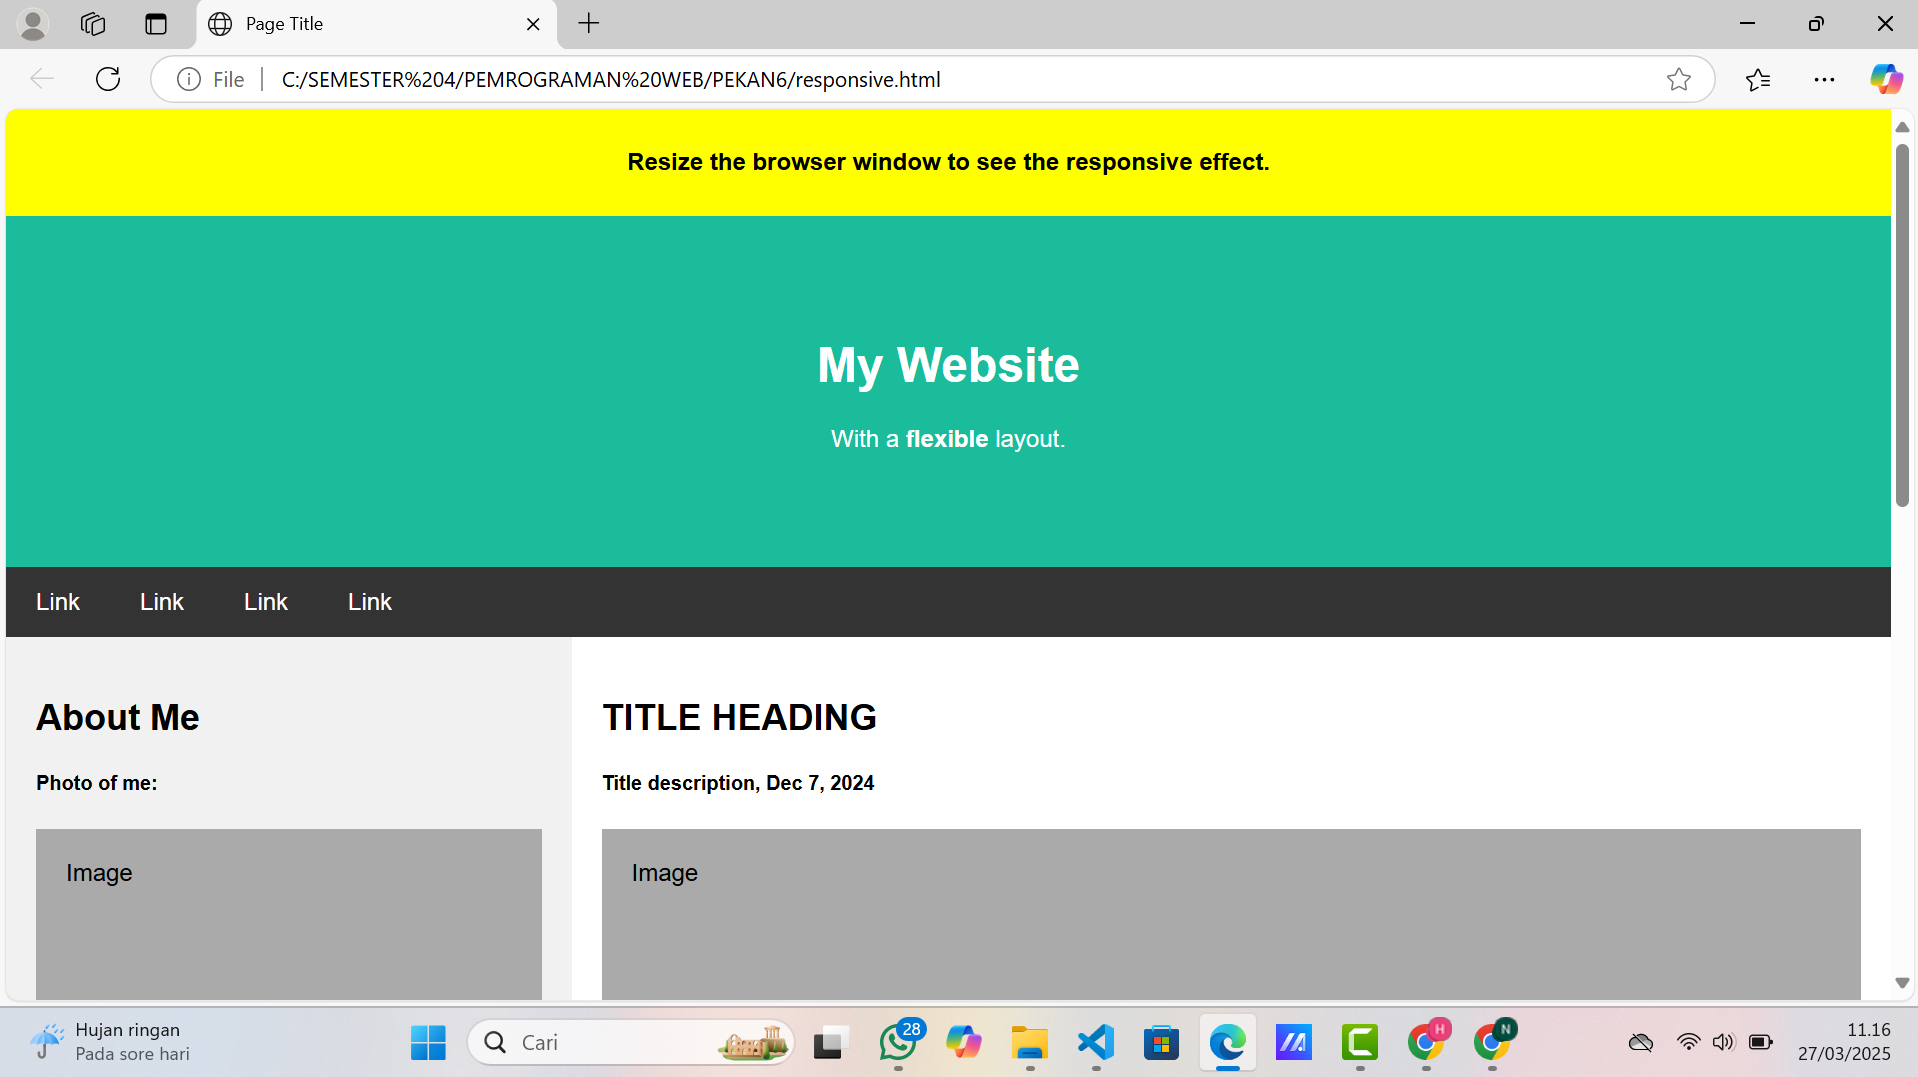 Page Title
File
C:/SEMESTER%204/PEMROGRAMAN%20WEB/PEKAN6/responsive.html
Resize the browser window to see the responsive effect.
My Website
With a flexible layout.
Link Link Link Link
About Me
Photo of me:
Image
TITLE HEADING
Title description, Dec 7, 2024
Image
Hujan ringan
Pada sore hari
Cari
28
H
N
11.16
27/03/2025